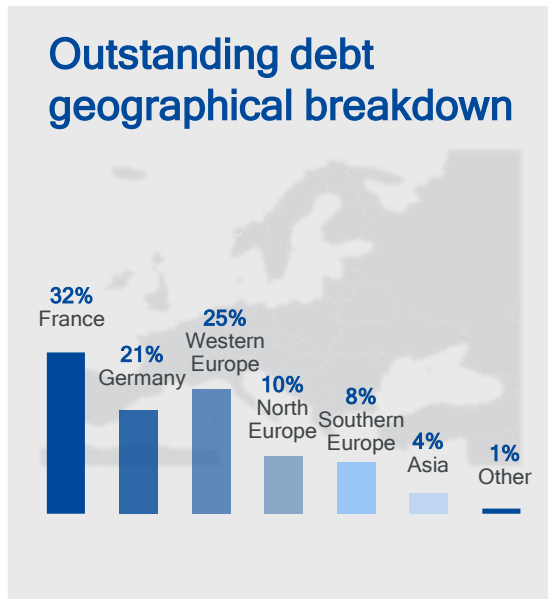 Outstanding debt
geographical breakdown
32%
France
21%
Germany
25%
Western
Europe
10%
North
Europe
8%
Southern
Europe
4%
Asia
1%
Other